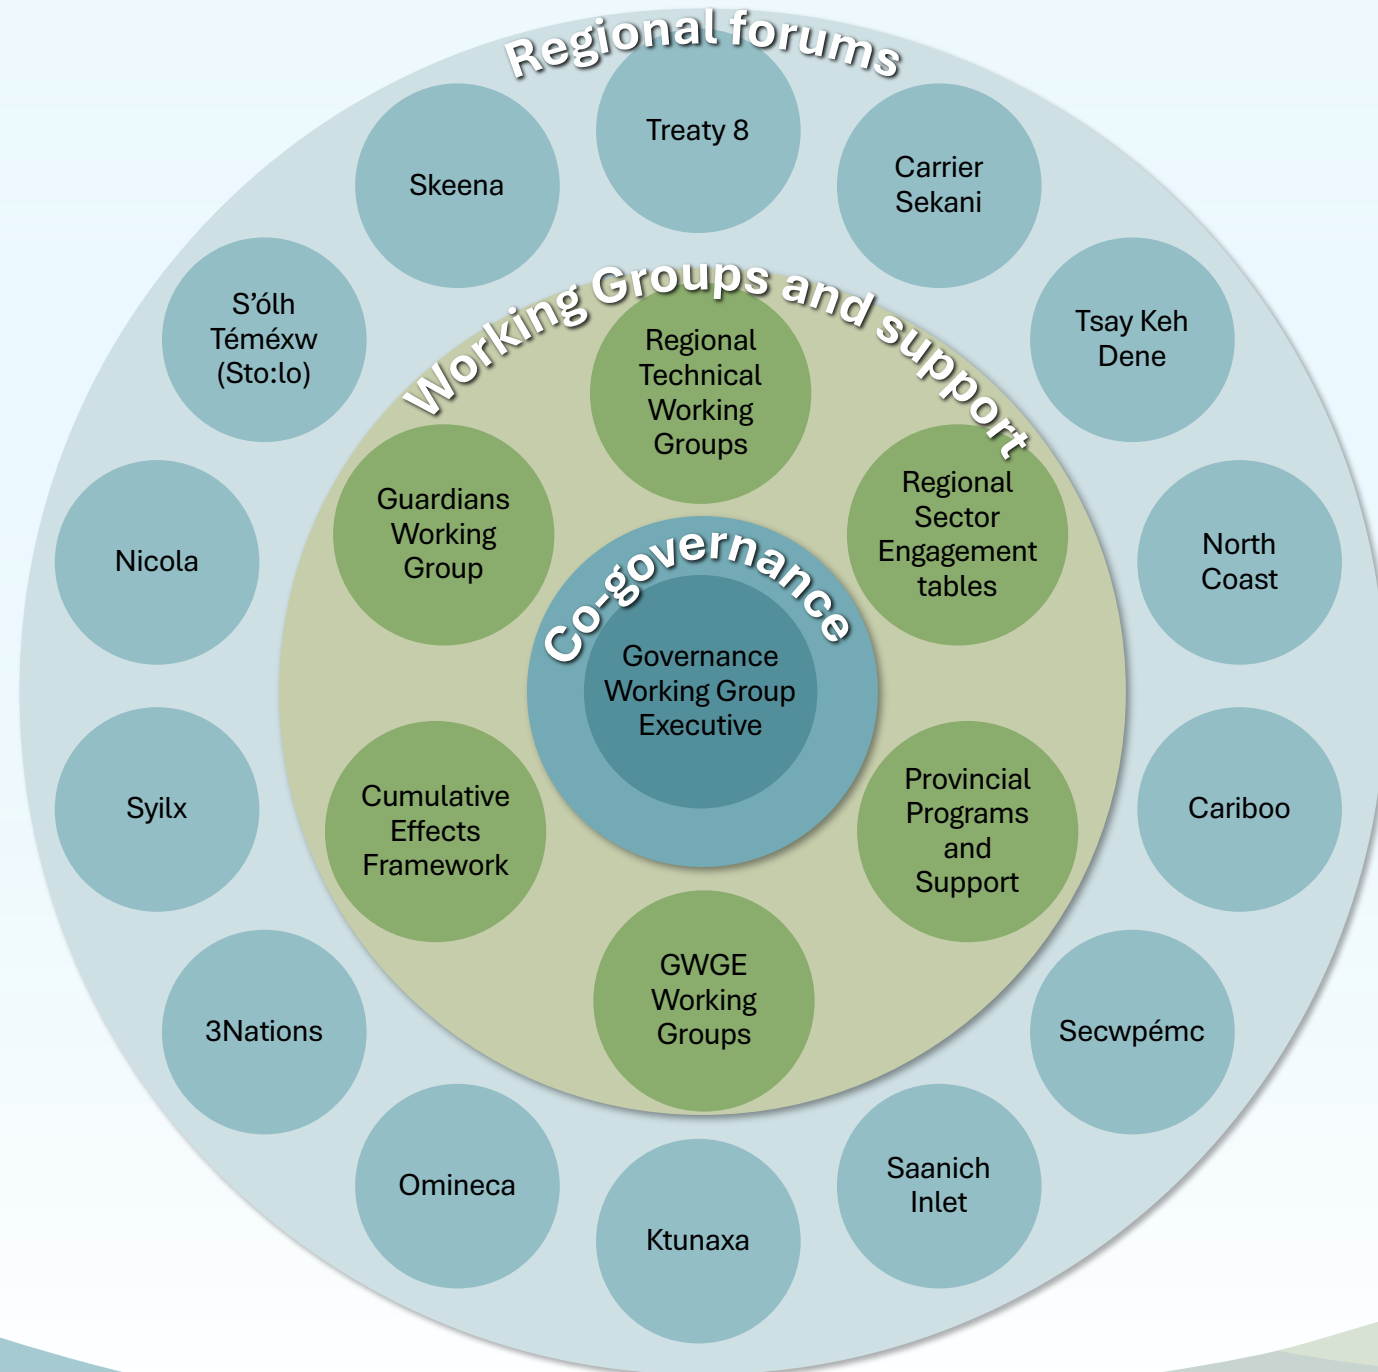 Regional forums
Treaty 8
Carrier
Sekani
Tsay Keh
Dene
North
Coast
Cariboo
Secwpémc
Saanich
Inlet
Ktunaxa
Omineca
3Nations
Syilx
Nicola
S’ólh
Téméxw
(Sto:lo)
Skeena
Working Groups and support
Regional
Technical
Working
Groups
Regional
Sector
Engagement
tables
Provincial
Programs
and
Support
GWGE
Working
Groups
Cumulative
Effects
Framework
Guardians
Working
Group
Co-governance
Governance
Working Group
Executive